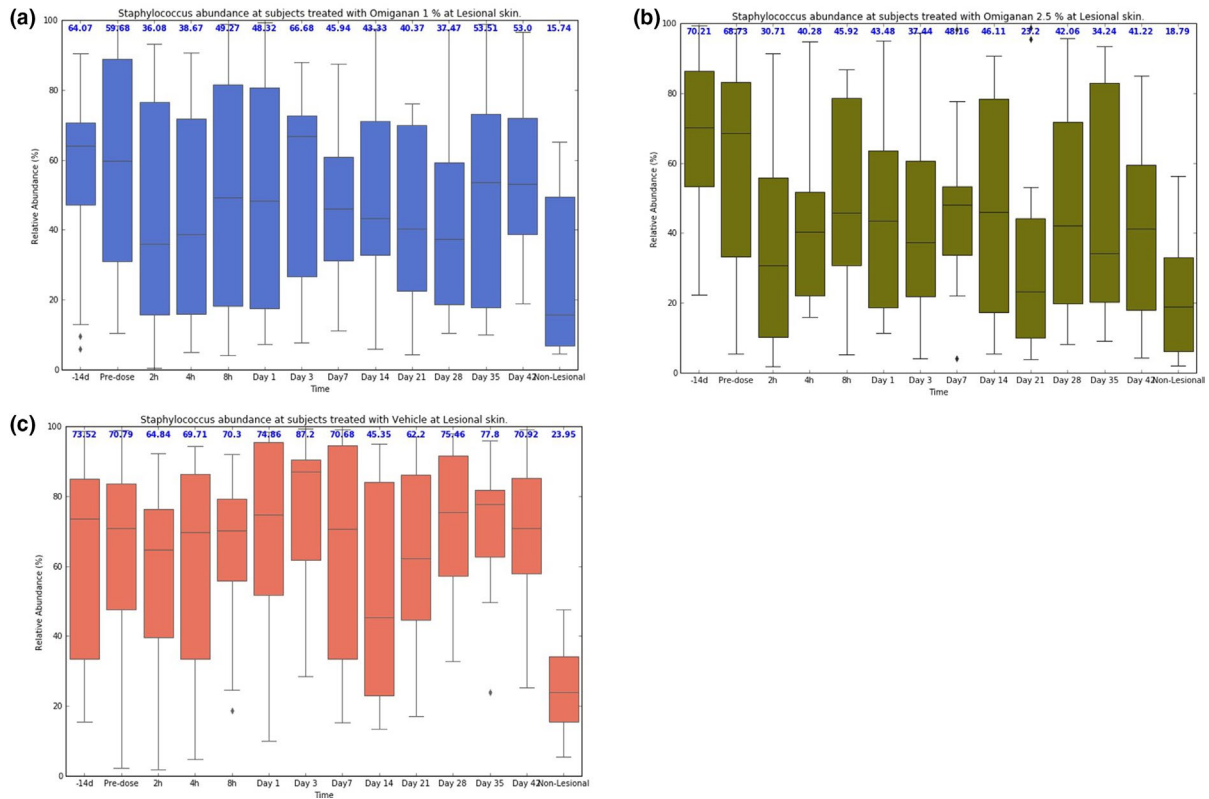 (a)
Staphylococcus abundance at subjects treated with Omiganan 1 % at Lesional skin.
64.07 59.68 36.08 38.67 49.27 48.32 66.68 45.94 43.33 40.37 37.47 53.51 53.0 15.74
100
80
60
40
20
0
Relative Abundance (%)
-14d Pre-dose 2h 4h 8h Day 1 Day 3 Day7 Day 14 Day 21 Day 28 Day 35 Day 42 Non-Lesional
Time
(b)
Staphylococcus abundance at subjects treated with Omiganan 2.5 % at Lesional skin.
70.21 68.73 30.71 40.28 45.92 43.48 37.44 48.16 46.11 23.2 42.06 34.24 41.22 18.79
100
80
60
40
20
0
Relative Abundance (%)
-14d Pre-dose 2h 4h 8h Day 1 Day 3 Day7 Day 14 Day 21 Day 28 Day 35 Day 42 Non-Lesional
Time
(c)
Staphylococcus abundance at subjects treated with Vehicle at Lesional skin.
73.52 70.79 64.84 69.71 70.3 74.86 87.2 70.68 45.35 62.2 75.46 77.8 70.92 23.95
100
80
60
40
20
0
Relative Abundance (%)
-14d Pre-dose 2h 4h 8h Day 1 Day 3 Day7 Day 14 Day 21 Day 28 Day 35 Day 42 Non-Lesional
Time